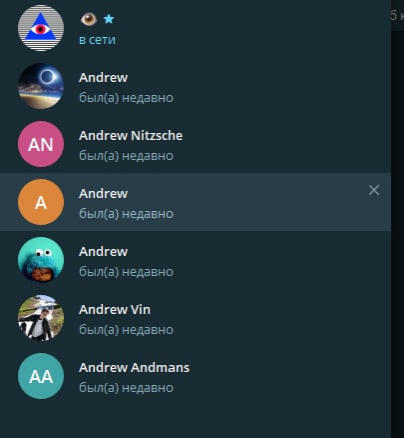 в сети
Andrew
был(а) недавно
AN
Andrew Nitzsche
был(а) недавно
A
Andrew
был(а) недавно
Andrew
был(а) недавно
Andrew Vin
был(а) недавно
AA
Andrew Andmans
был(а) недавно